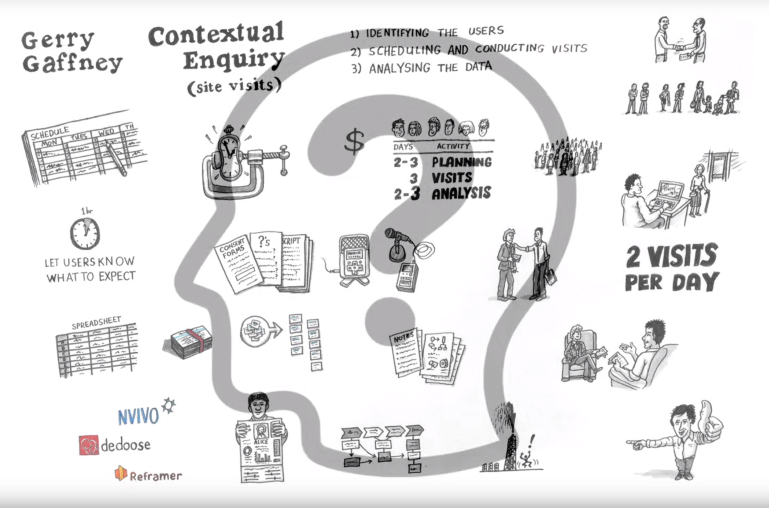 Gerry
Gaffney
Contextual
Enquiry
(site visits)
1) IDENTIFYING THE USERS
2) SCHEDULING AND CONDUCTING VISITS
3) ANALYSING THE DATA
SCHEDULE
MON TUES WED TH
$
DAYS ACTIVITY
2-3 PLANNING
3 VISITS
2-3 ANALYSIS
1hr
LET USERS KNOW
WHAT TO EXPECT
CONSENT
FORMS
?s
SCRIPT
2 VISITS
PER DAY
SPREADSHEET
NOTES
NVIVO
dedoose
Reframer
ALICE
!